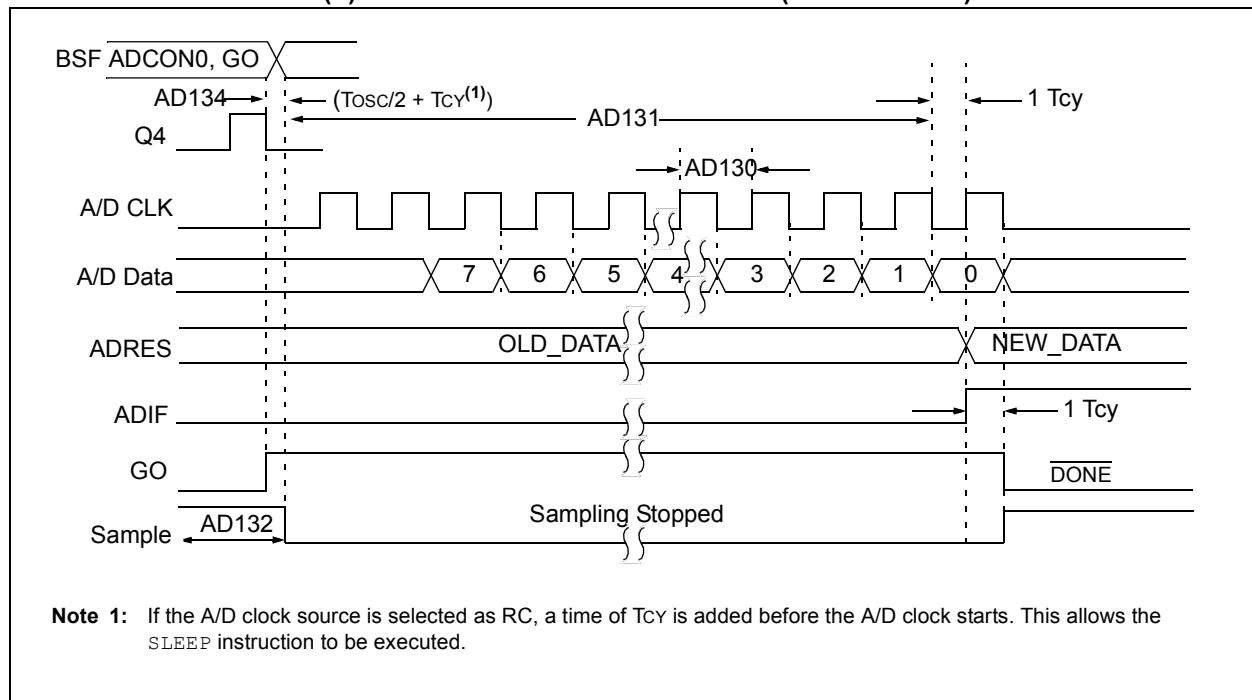 BSF ADCON0, GO
AD134 (TOSC/2 + TCY(1)) 1 Tcy
AD131
Q4
AD130
A/D CLK
A/D Data 7 6 5 4 3 2 1 0
ADRES OLD_DATA NEW_DATA
ADIF 1 Tcy
GO DONE
Sample AD132 Sampling Stopped
Note 1: If the A/D clock source is selected as RC, a time of TCY is added before the A/D clock starts. This allows the
SLEEP instruction to be executed.